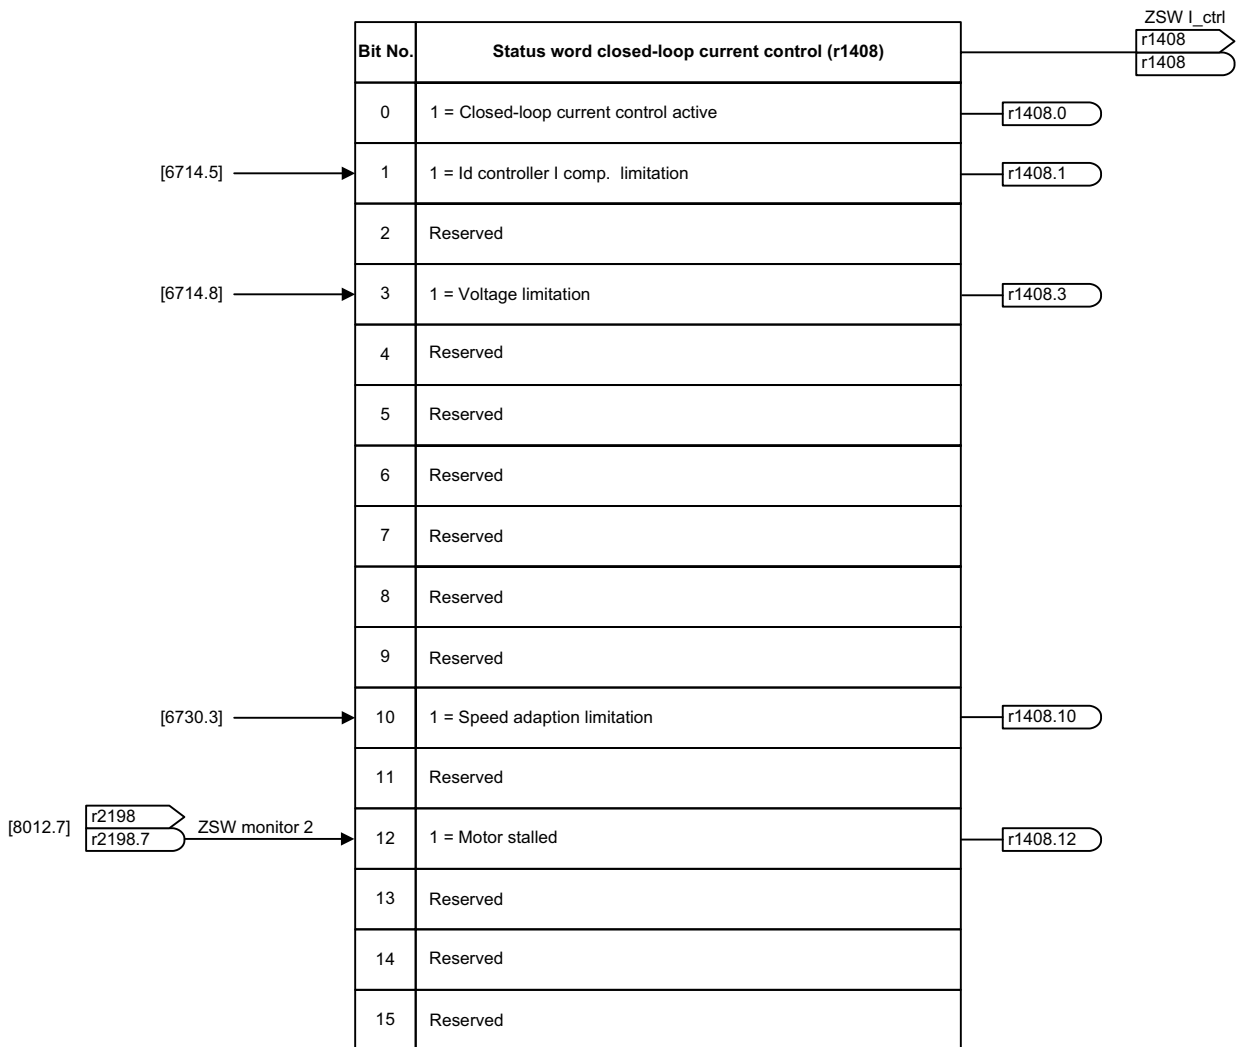 ZSW I_ctrl
r1408
r1408
Bit No. Status word closed-loop current control (r1408)
0 1 = Closed-loop current control active r1408.0
[6714.5] 1 1 = Id controller I comp. limitation r1408.1
2 Reserved
[6714.8] 3 1 = Voltage limitation r1408.3
4 Reserved
5 Reserved
6 Reserved
7 Reserved
8 Reserved
9 Reserved
[6730.3] 10 1 = Speed adaption limitation r1408.10
11 Reserved
r2198
[8012.7] ZSW monitor 2
r2198.7 12 1 = Motor stalled r1408.12
13 Reserved
14 Reserved
15 Reserved